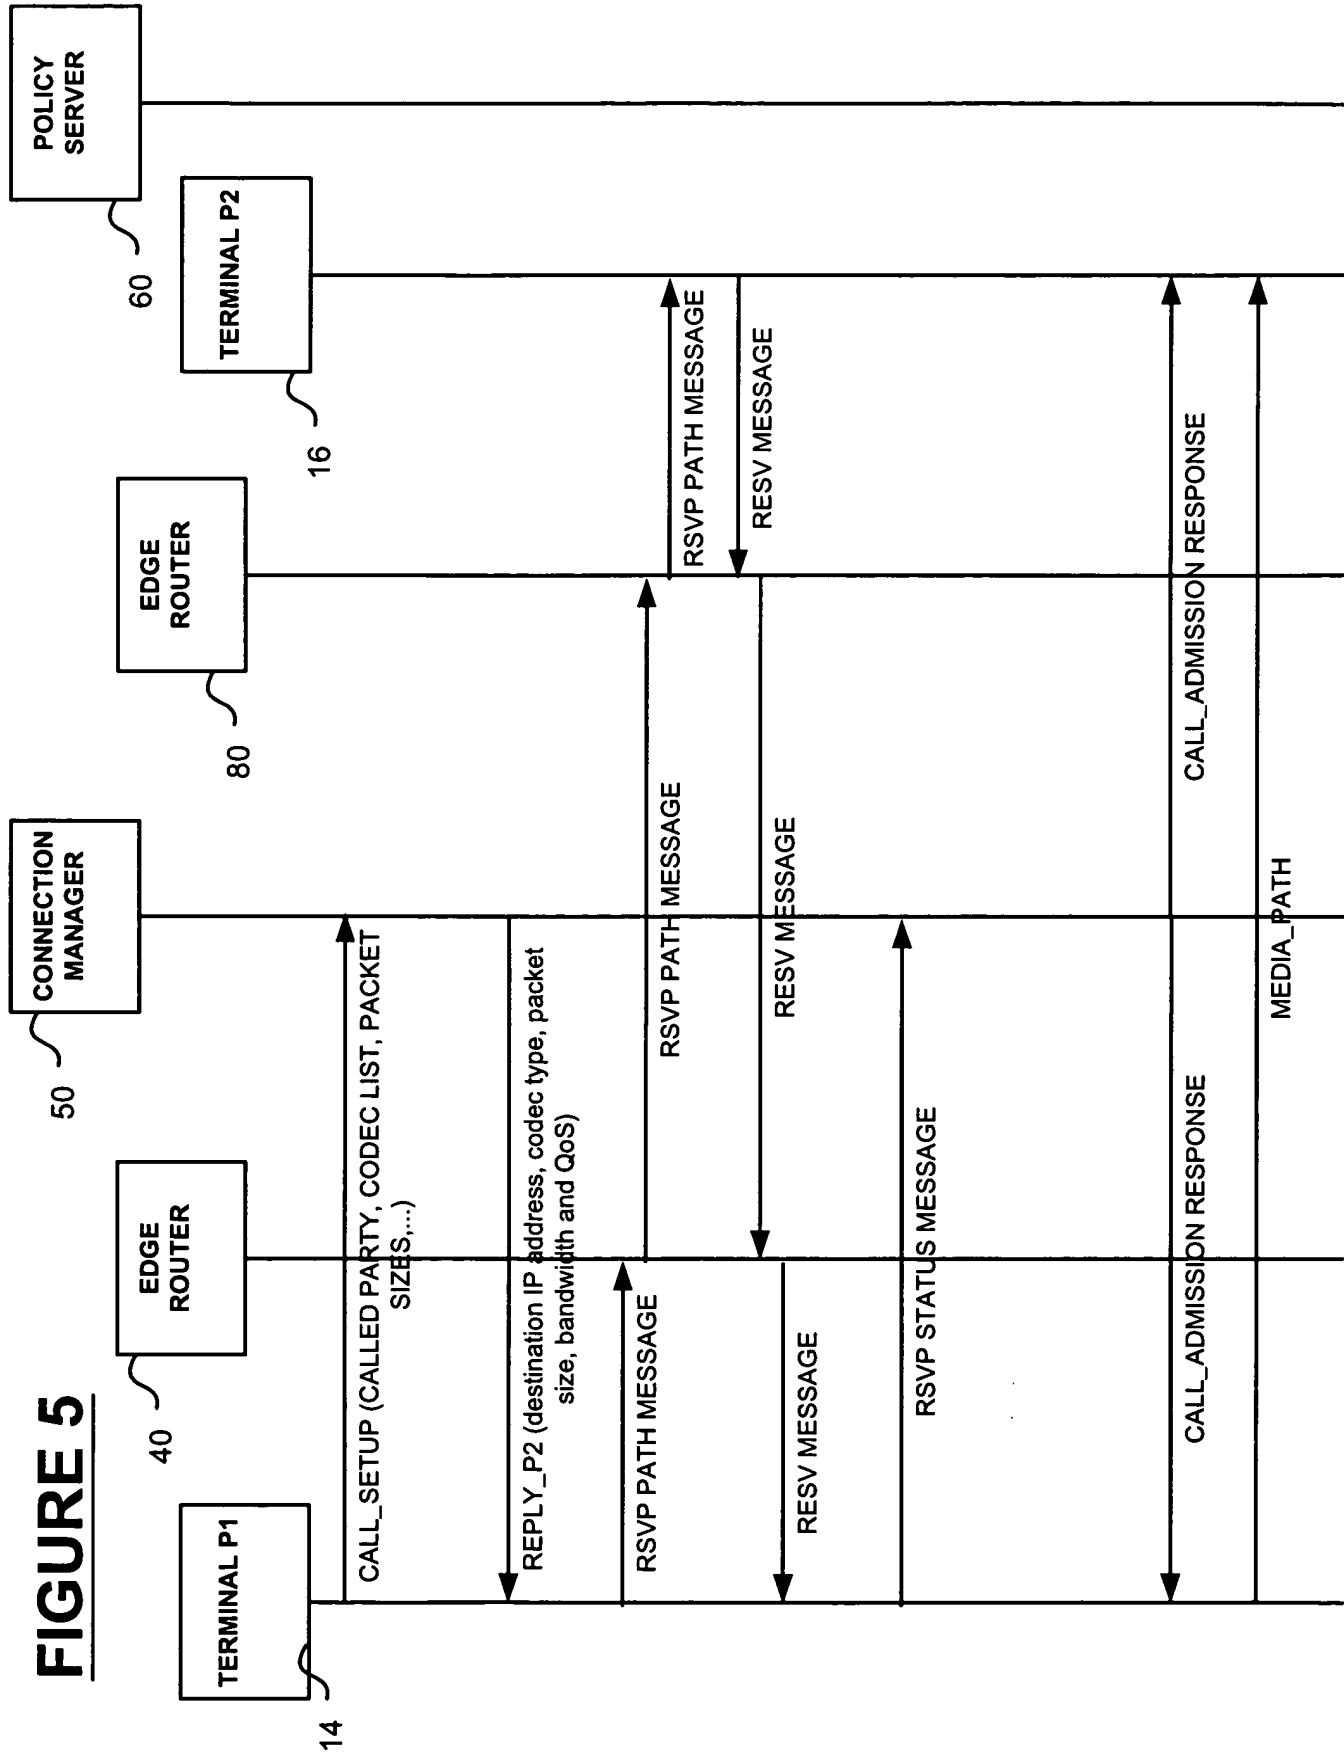 FIGURE 5
TERMINAL P1
14
EDGE
ROUTER
40
CONNECTION
MANAGER
50
EDGE
ROUTER
80
TERMINAL P2
16
POLICY
SERVER
60
CALL_SETUP (CALLED PARTY, CODEC LIST, PACKET
SIZES,...)
REPLY_P2 (destination IP address, codec type, packet
size, bandwidth and QoS)
RSVP PATH MESSAGE
RSVP PATH MESSAGE
RSVP PATH MESSAGE
RESV MESSAGE
RESV MESSAGE
RESV MESSAGE
RSVP STATUS MESSAGE
CALL_ADMISSION RESPONSE
CALL_ADMISSION RESPONSE
MEDIA_PATH